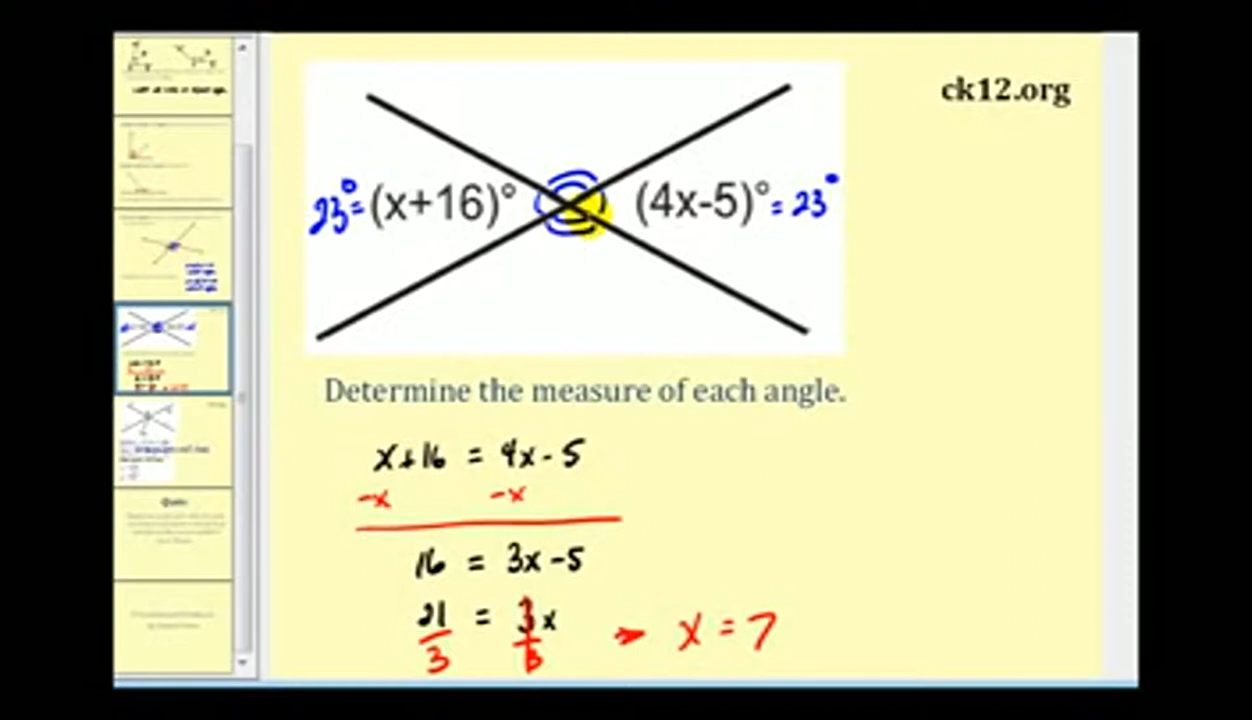 ck12.org
23° = (x+16)° (4x-5)° = 23°
Determine the measure of each angle.
x+16 = 4x-5
-x -x
16 = 3x-5
21 = 3x
3 3
→ x = 7